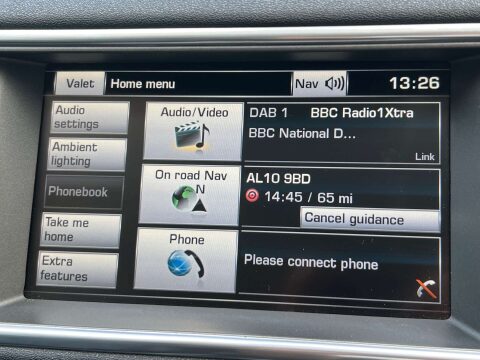 Valet Home menu Nav 13:26
Audio settings
Audio/Video
DAB 1 BBC Radio1Xtra
BBC National D...
Link
Ambient lighting
On road Nav
N
AL10 9BD
14:45 / 65 mi
Cancel guidance
Phonebook
Take me home
Phone
Please connect phone
Extra features